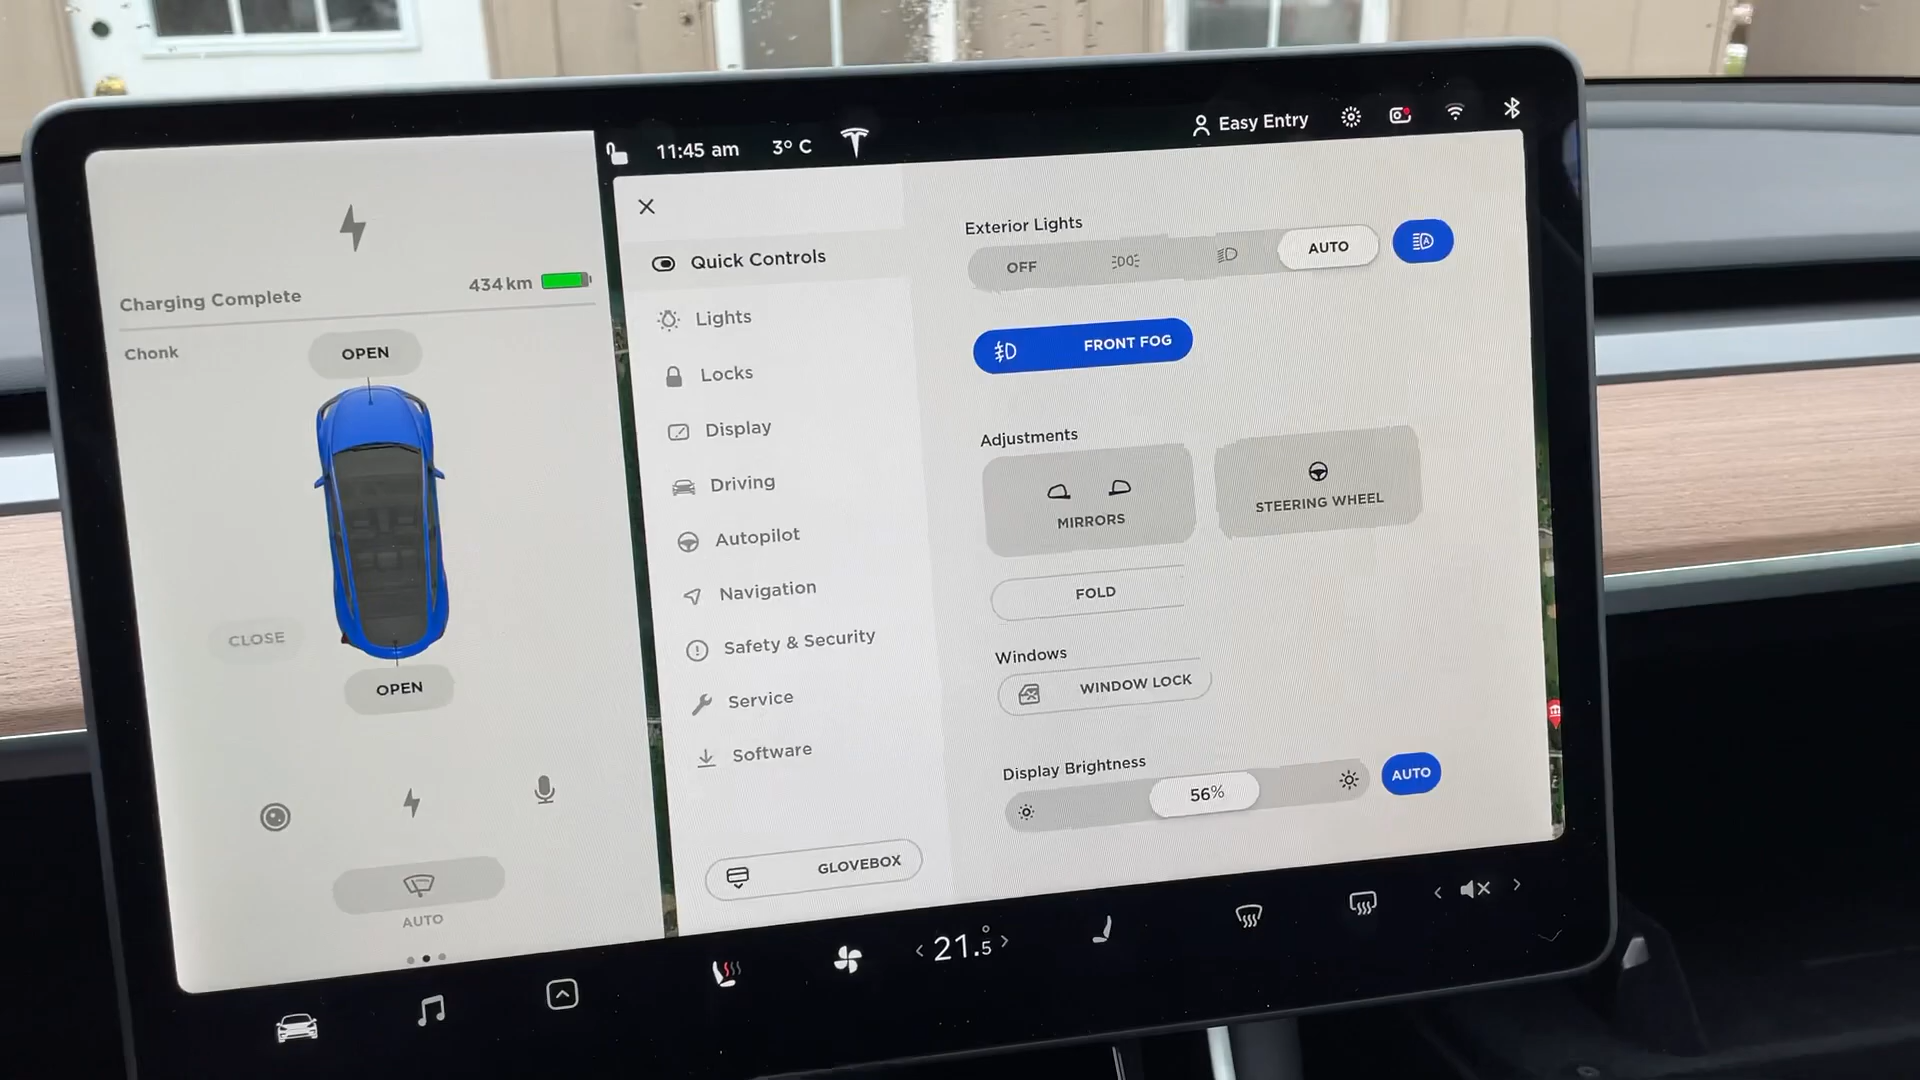 11:45 am 3° C
Easy Entry
Charging Complete 434 km
Chonk
OPEN
CLOSE
OPEN
AUTO
Quick Controls
Lights
Locks
Display
Driving
Autopilot
Navigation
Safety & Security
Service
Software
GLOVEBOX
Exterior Lights
OFF AUTO
FRONT FOG
Adjustments
MIRRORS STEERING WHEEL
FOLD
Windows
WINDOW LOCK
Display Brightness
56% AUTO
21.5°